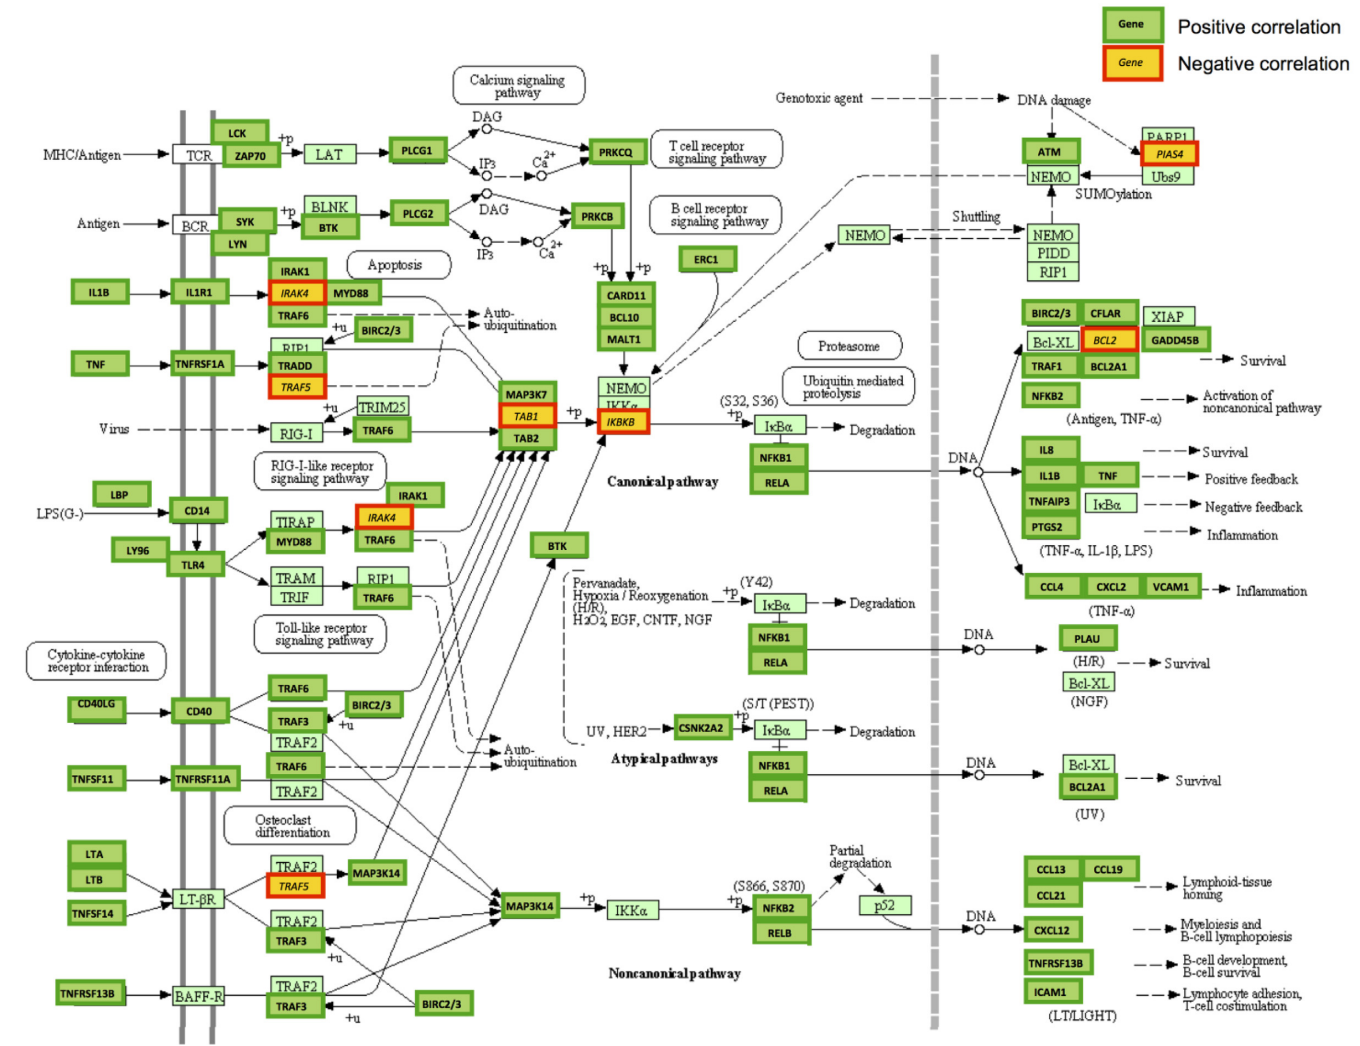 Gene Positive correlation
Gene Negative correlation
Calcium signaling
pathway
Genotoxic agent
DNA damage
LCK
ZAP70
+p
MHC/Antigen
TCR
LAT
PLCG1
DAG
IP3
Ca2+
PRKCQ
T cell receptor
signaling pathway
ATM
NEMO
PARP1
PIAS4
Ubs9
SUMOylation
Antigen
BCR
SYK
LYN
+p
BLNK
BTK
PLCG2
DAG
IP3
Ca2+
PRKCB
B cell receptor
signaling pathway
Shuttling
NEMO
NEMO
PIDD
RIP1
ERC1
+p
+p
Apoptosis
IL1B
IL1R1
IRAK1
IRAK4
MYD88
TRAF6
Auto-
ubiquitination
CARD11
BCL10
MALT1
TNF
TNFRSF1A
+u
BIRC2/3
RIP1
TRADD
TRAF5
Proteasome
Ubiquitin mediated
proteolysis
BIRC2/3
CFLAR
XIAP
Bcl-XL
BCL2
GADD45B
TRAF1
BCL2A1
Survival
NFKB2
Activation of
noncanonical pathway
(Antigen, TNF-α)
NEMO
IKKα
IKBKB
MAP3K7
TAB1
TAB2
+p
(S32, S36)
+p
IκBα
Degradation
NFKB1
RELA
Canonical pathway
DNA
Virus
+u
TRIM25
RIG-I
TRAF6
RIG-I-like receptor
signaling pathway
IL8
Survival
IL1B
TNF
Positive feedback
TNFAIP3
IκBα
Negative feedback
PTGS2
Inflammation
(TNF-α, IL-1β, LPS)
LBP
LPS(G-)
CD14
LY96
TLR4
TIRAP
MYD88
IRAK1
IRAK4
TRAF6
TRAM
TRIF
RIP1
TRAF6
Toll-like receptor
signaling pathway
BTK
CCL4
CXCL2
VCAM1
Inflammation
(TNF-α)
Pervanadate,
Hypoxia / Reoxygenation
(H/R),
H2O2, EGF, CNTF, NGF
+p
(Y42)
IκBα
Degradation
NFKB1
RELA
DNA
PLAU
(H/R)
Survival
Bcl-XL
(NGF)
Cytokine-cytokine
receptor interaction
CD40LG
CD40
TRAF6
TRAF3
BIRC2/3
+u
TRAF2
TNFSF11
TNFRSF11A
TRAF6
TRAF2
Auto-
ubiquitination
UV, HER2
CSNK2A2
+p
(S/T (PEST))
IκBα
Degradation
Atypical pathways
NFKB1
RELA
DNA
Bcl-XL
BCL2A1
Survival
(UV)
Osteoclast
differentiation
LTA
LTB
TNFSF14
LT-βR
TRAF2
TRAF5
MAP3K14
TRAF2
TRAF3
+u
MAP3K14
+p
IKKα
+p
(S866, S870)
NFKB2
RELB
Partial
degradation
p52
DNA
Noncanonical pathway
CCL13
CCL19
CCL21
Lymphoid-tissue
homing
CXCL12
Myeloiesis and
B-cell lymphopoiesis
TNFRSF13B
B-cell development,
B-cell survival
ICAM1
Lymphocyte adhesion,
T-cell costimulation
(LT/LIGHT)
TNFRSF13B
BAFF-R
TRAF2
TRAF3
+u
BIRC2/3